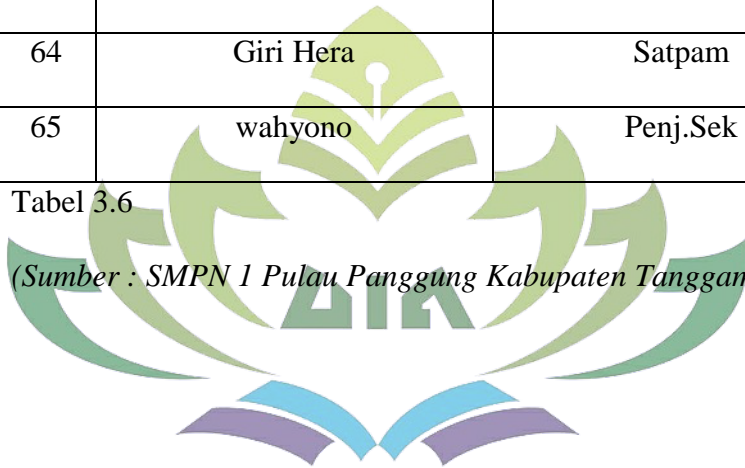 64 Giri Hera Satpam
65 wahyono Penj.Sek
Tabel 3.6
(Sumber : SMPN 1 Pulau Panggung Kabupaten Tanggam